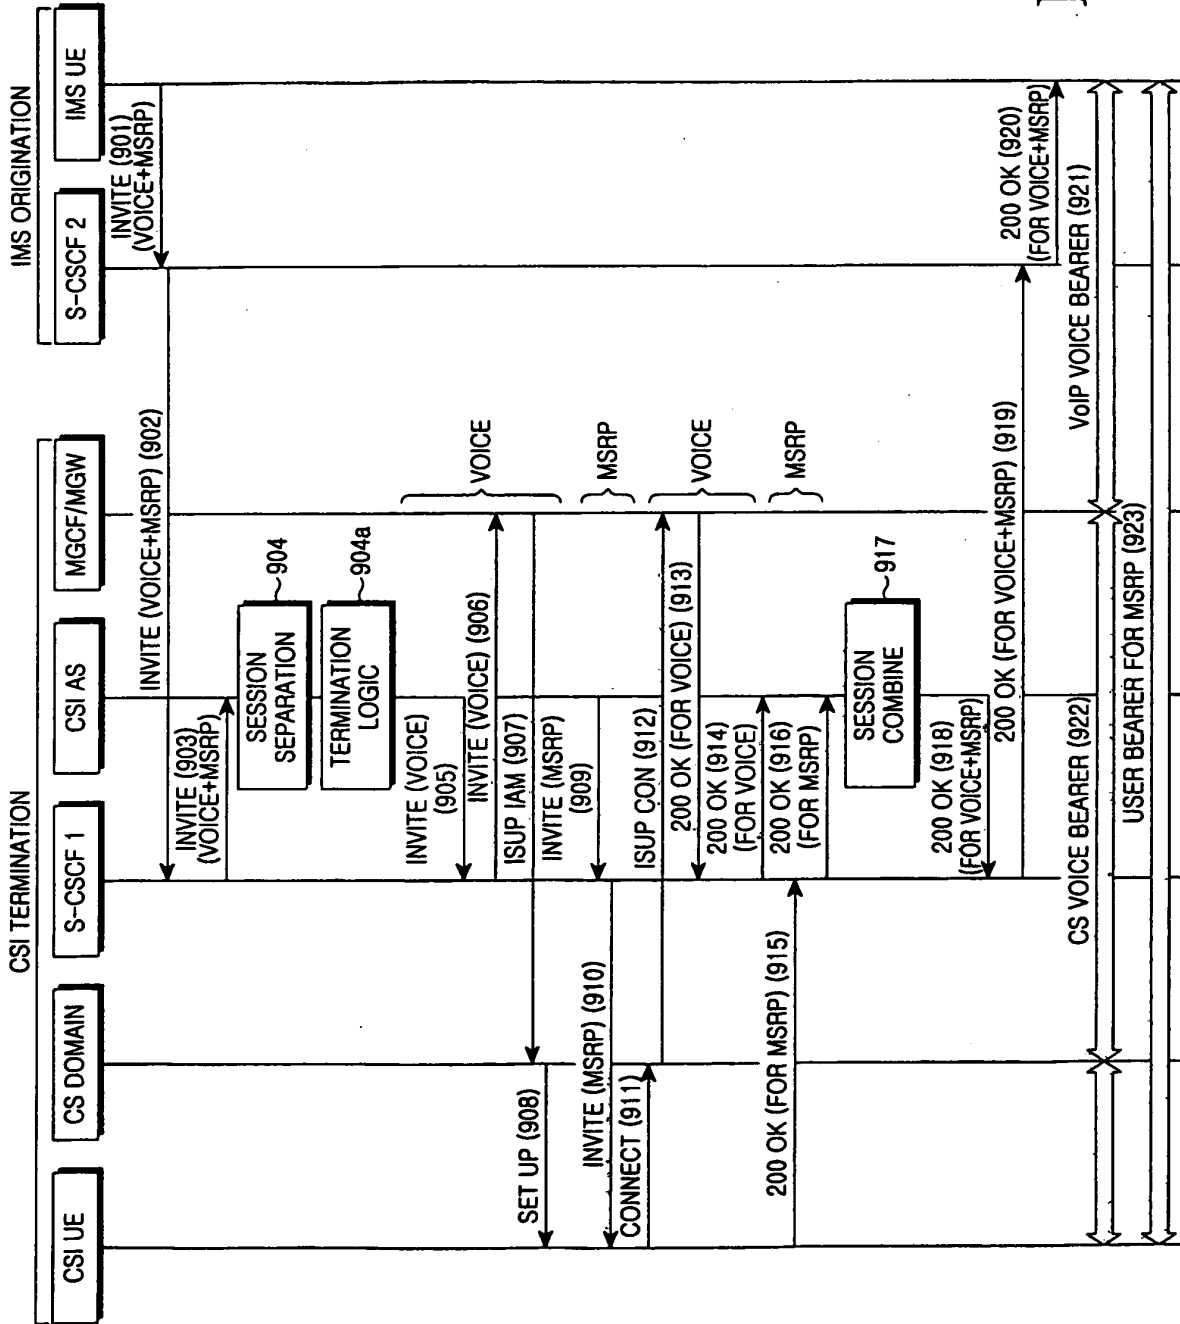 CSI TERMINATION
IMS ORIGINATION
CSI UE
CS DOMAIN
S-CSCF 1
CSI AS
MGCF/MGW
S-CSCF 2
IMS UE
INVITE (901)
(VOICE+MSRP)
INVITE (VOICE+MSRP) (902)
INVITE (903)
(VOICE+MSRP)
SESSION
SEPARATION
904
TERMINATION
LOGIC
904a
INVITE (VOICE)
(905)
INVITE (VOICE) (906)
ISUP IAM (907)
SET UP (908)
VOICE
INVITE (MSRP)
(909)
INVITE (MSRP) (910)
MSRP
CONNECT (911)
ISUP CON (912)
200 OK (FOR VOICE) (913)
200 OK (914)
(FOR VOICE)
VOICE
200 OK (FOR MSRP) (915)
200 OK (916)
(FOR MSRP)
MSRP
SESSION
COMBINE
917
200 OK (918)
(FOR VOICE+MSRP)
200 OK (FOR VOICE+MSRP) (919)
200 OK (920)
(FOR VOICE+MSRP)
VoIP VOICE BEARER (921)
CS VOICE BEARER (922)
USER BEARER FOR MSRP (923)